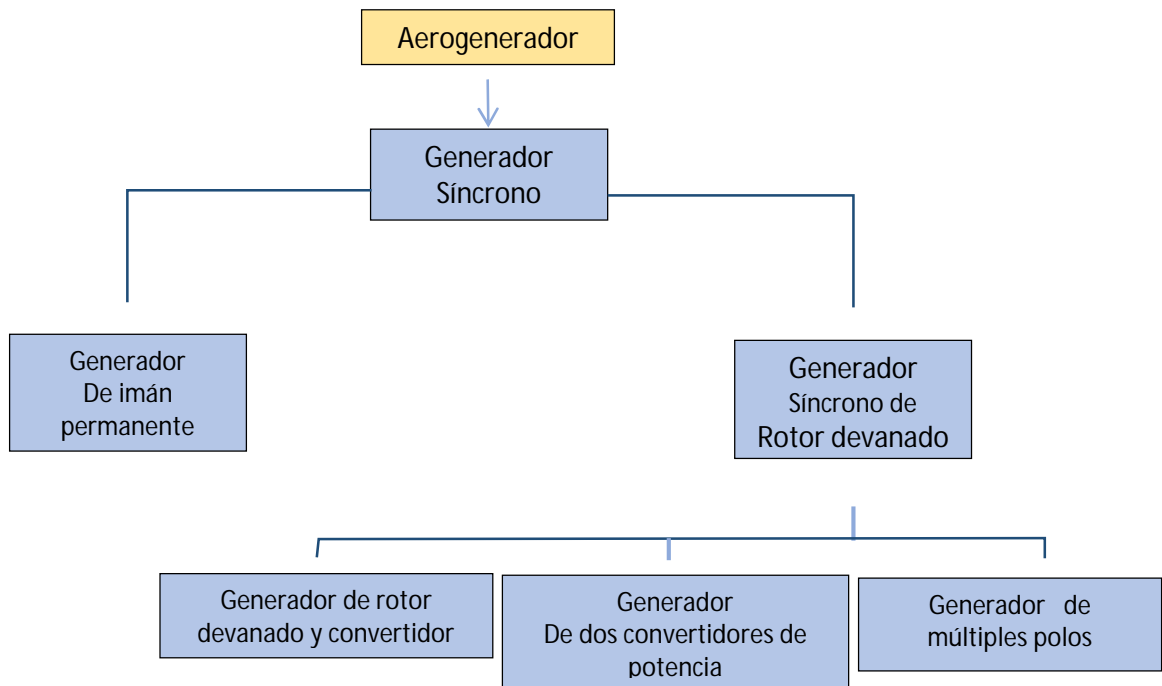 Aerogenerador
Generador
Síncrono
Generador
De imán
permanente
Generador
Síncrono de
Rotor devanado
Generador de rotor
devanado y convertidor
Generador
De dos convertidores de
potencia
Generador de
múltiples polos